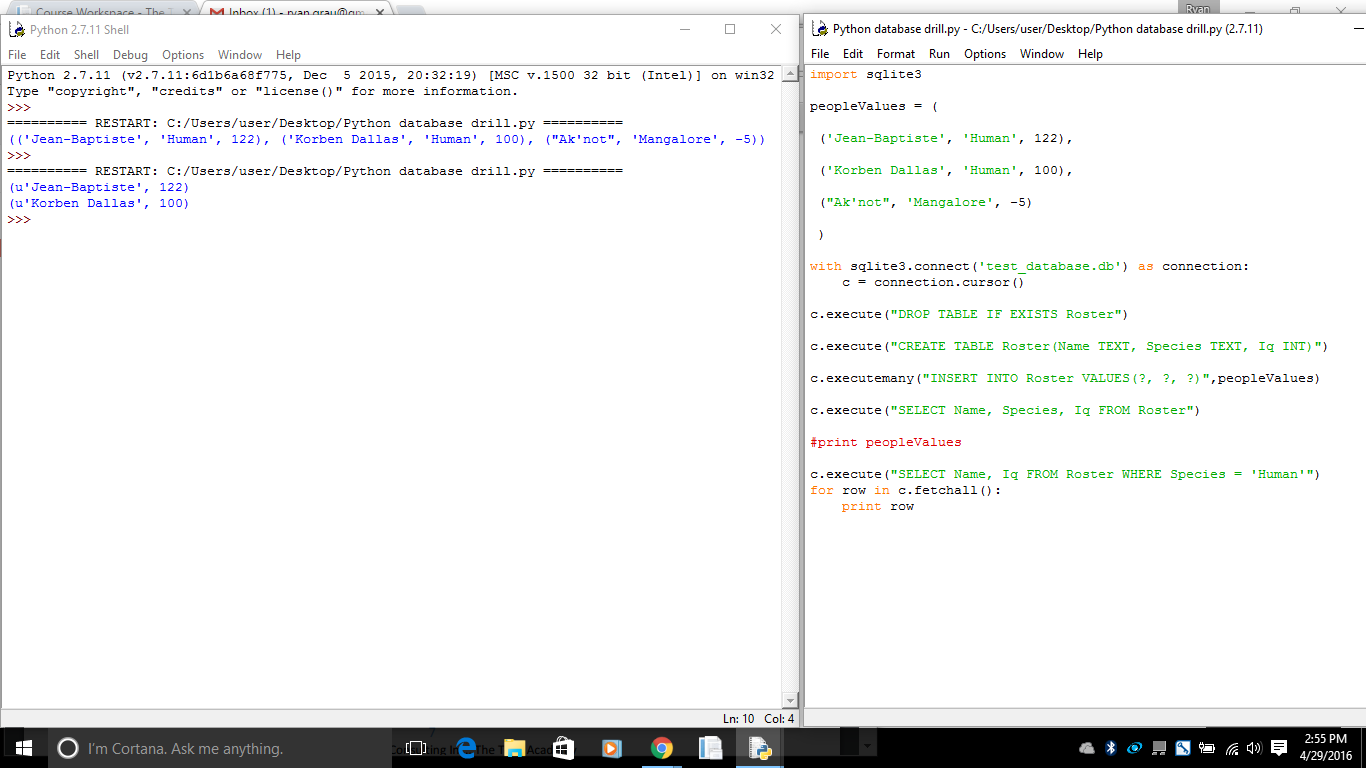 Course Workspace - The T
Inbox (1) - ryan.grau@gm
Ryan
Python 2.7.11 Shell
File Edit Shell Debug Options Window Help
Python 2.7.11 (v2.7.11:6d1b6a68f775, Dec  5 2015, 20:32:19) [MSC v.1500 32 bit (Intel)] on win32
Type "copyright", "credits" or "license()" for more information.
>>>
========== RESTART: C:/Users/user/Desktop/Python database drill.py ==========
(('Jean-Baptiste', 'Human', 122), ('Korben Dallas', 'Human', 100), ("Ak'not", 'Mangalore', -5))
>>>
========== RESTART: C:/Users/user/Desktop/Python database drill.py ==========
(u'Jean-Baptiste', 122)
(u'Korben Dallas', 100)
>>>
Ln: 10 Col: 4
Python database drill.py - C:/Users/user/Desktop/Python database drill.py (2.7.11)
File Edit Format Run Options Window Help
import sqlite3
peopleValues = (
('Jean-Baptiste', 'Human', 122),
('Korben Dallas', 'Human', 100),
("Ak'not", 'Mangalore', -5)
)
with sqlite3.connect('test_database.db') as connection:
c = connection.cursor()
c.execute("DROP TABLE IF EXISTS Roster")
c.execute("CREATE TABLE Roster(Name TEXT, Species TEXT, Iq INT)")
c.executemany("INSERT INTO Roster VALUES(?, ?, ?)",peopleValues)
c.execute("SELECT Name, Species, Iq FROM Roster")
#print peopleValues
c.execute("SELECT Name, Iq FROM Roster WHERE Species = 'Human'")
for row in c.fetchall():
print row
I'm Cortana. Ask me anything.
2:55 PM
4/29/2016